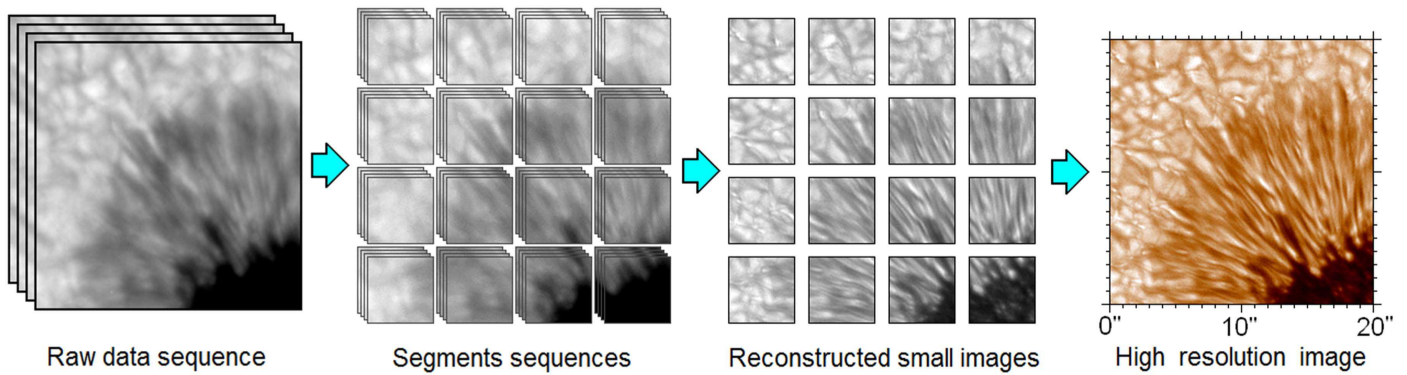 0" 10" 20"
Raw data sequence Segments sequences Reconstructed small images High resolution image